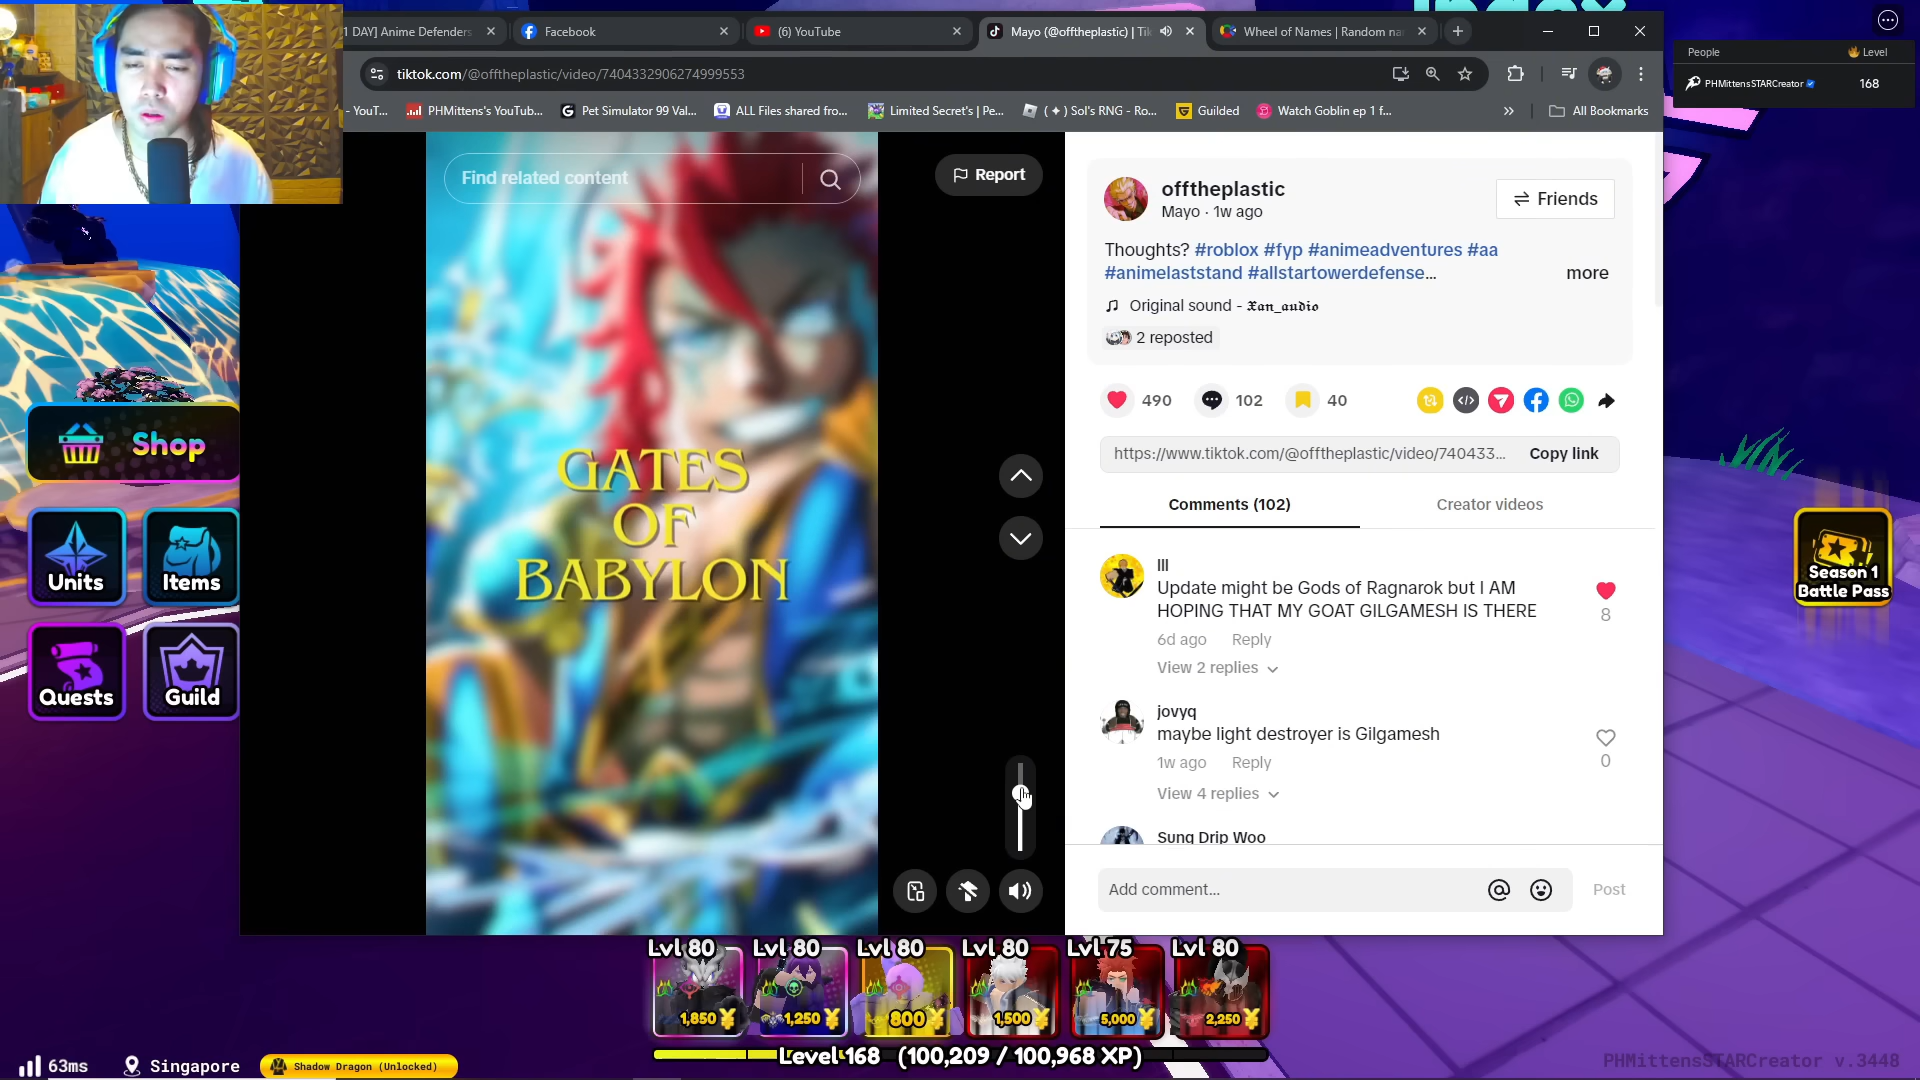 1 DAY] Anime Defenders
Facebook
(6) YouTube
Mayo (@offtheplastic) | Tik
Wheel of Names | Random na
tiktok.com/@offtheplastic/video/7404332906274999553
- YouT...
PHMittens's YouTub...
Pet Simulator 99 Val...
ALL Files shared fro...
Limited Secret's | Pe...
( ✦ ) Sol's RNG - Ro...
Guilded
Watch Goblin ep 1 f...
All Bookmarks
People
Level
PHMittensSTARCreator
168
Find related content
Report
GATES
OF
BABYLON
offtheplastic
Mayo · 1w ago
Friends
Thoughts? #roblox #fyp #animeadventures #aa
#animelaststand #allstartowerdefense...
more
Original sound - 𝖃𝖆𝖓_𝖆𝖚𝖉𝖎𝖔
2 reposted
490
102
40
https://www.tiktok.com/@offtheplastic/video/740433...
Copy link
Comments (102)
Creator videos
lll
Update might be Gods of Ragnarok but I AM
HOPING THAT MY GOAT GILGAMESH IS THERE
8
6d ago
Reply
View 2 replies
jovyq
maybe light destroyer is Gilgamesh
0
1w ago
Reply
View 4 replies
Sung Drip Woo
Add comment...
Post
Shop
Units
Items
Quests
Guild
Season 1
Battle Pass
Lvl 80
Lvl 80
Lvl 80
Lvl 80
Lvl 75
Lvl 80
1,850¥
1,250¥
800¥
1,500¥
5,000¥
2,250¥
Level 168 (100,209 / 100,968 XP)
63ms
Singapore
Shadow Dragon (Unlocked)
PHMittensSTARCreator v.3448